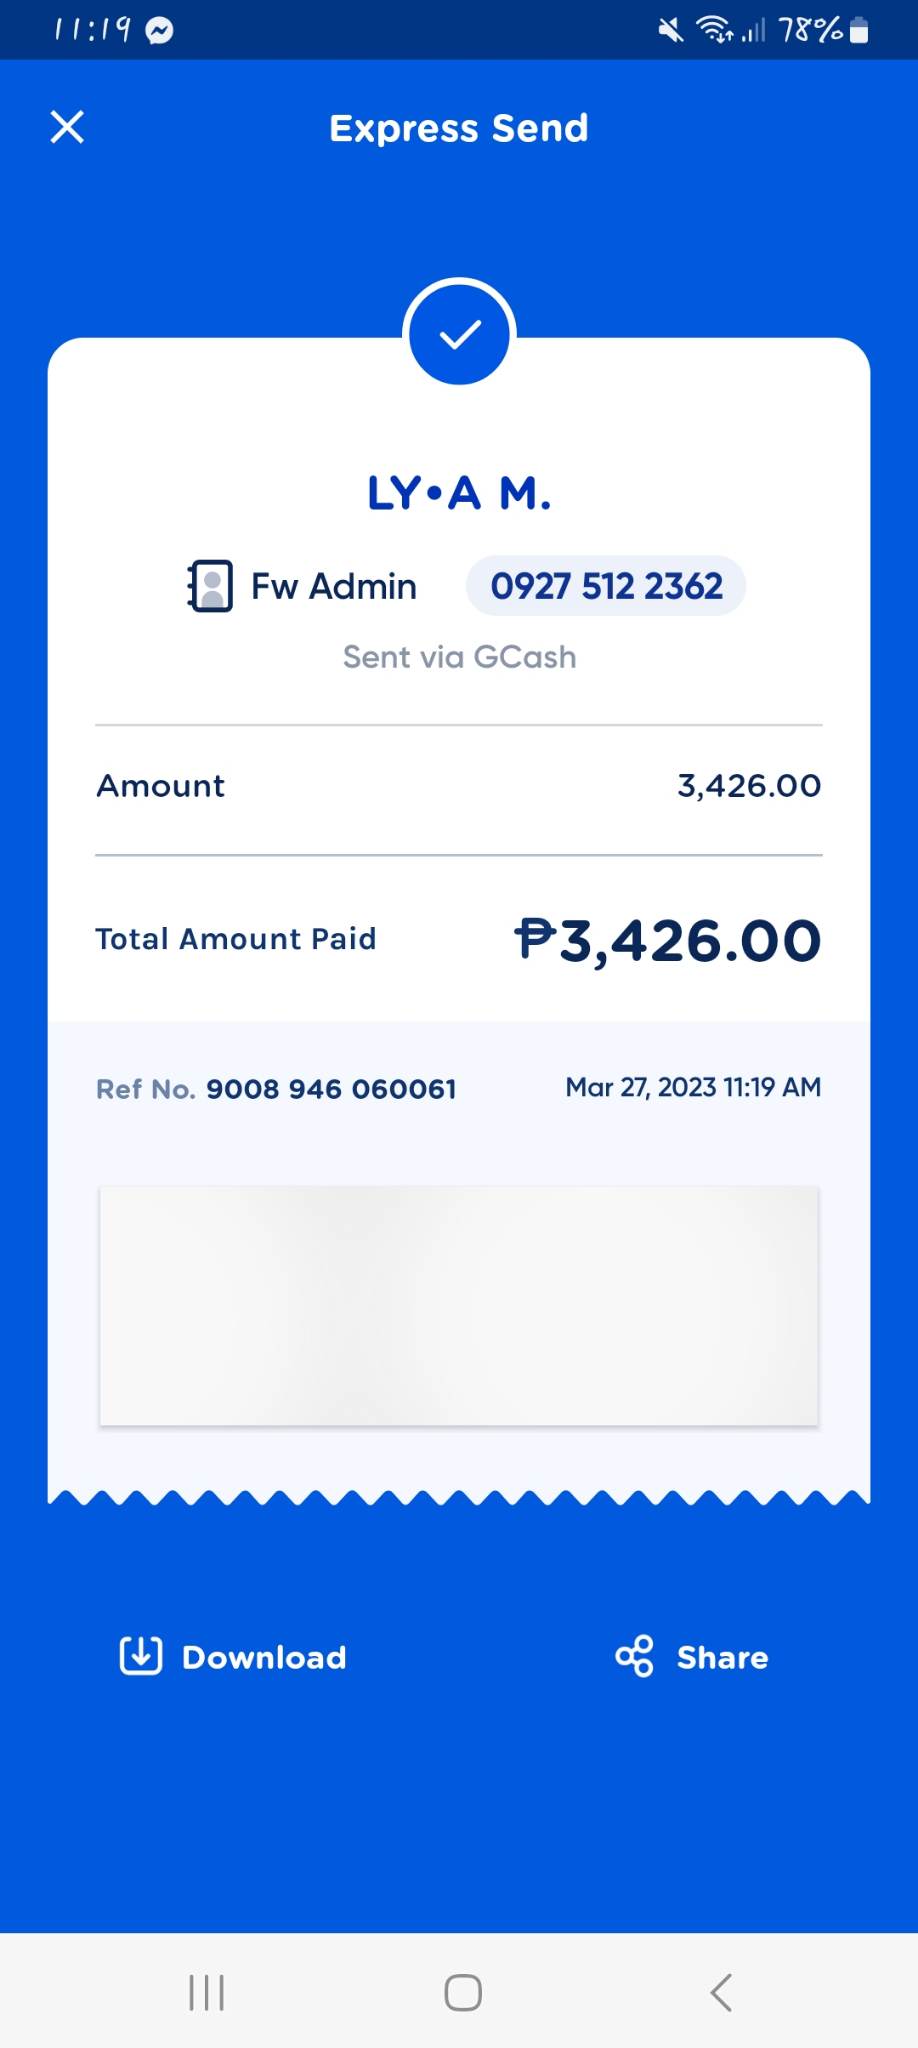 11:19 78%
Express Send
LY•A M.
Fw Admin 0927 512 2362
Sent via GCash
Amount 3,426.00
Total Amount Paid ₱3,426.00
Ref No. 9008 946 060061 Mar 27, 2023 11:19 AM
Download Share